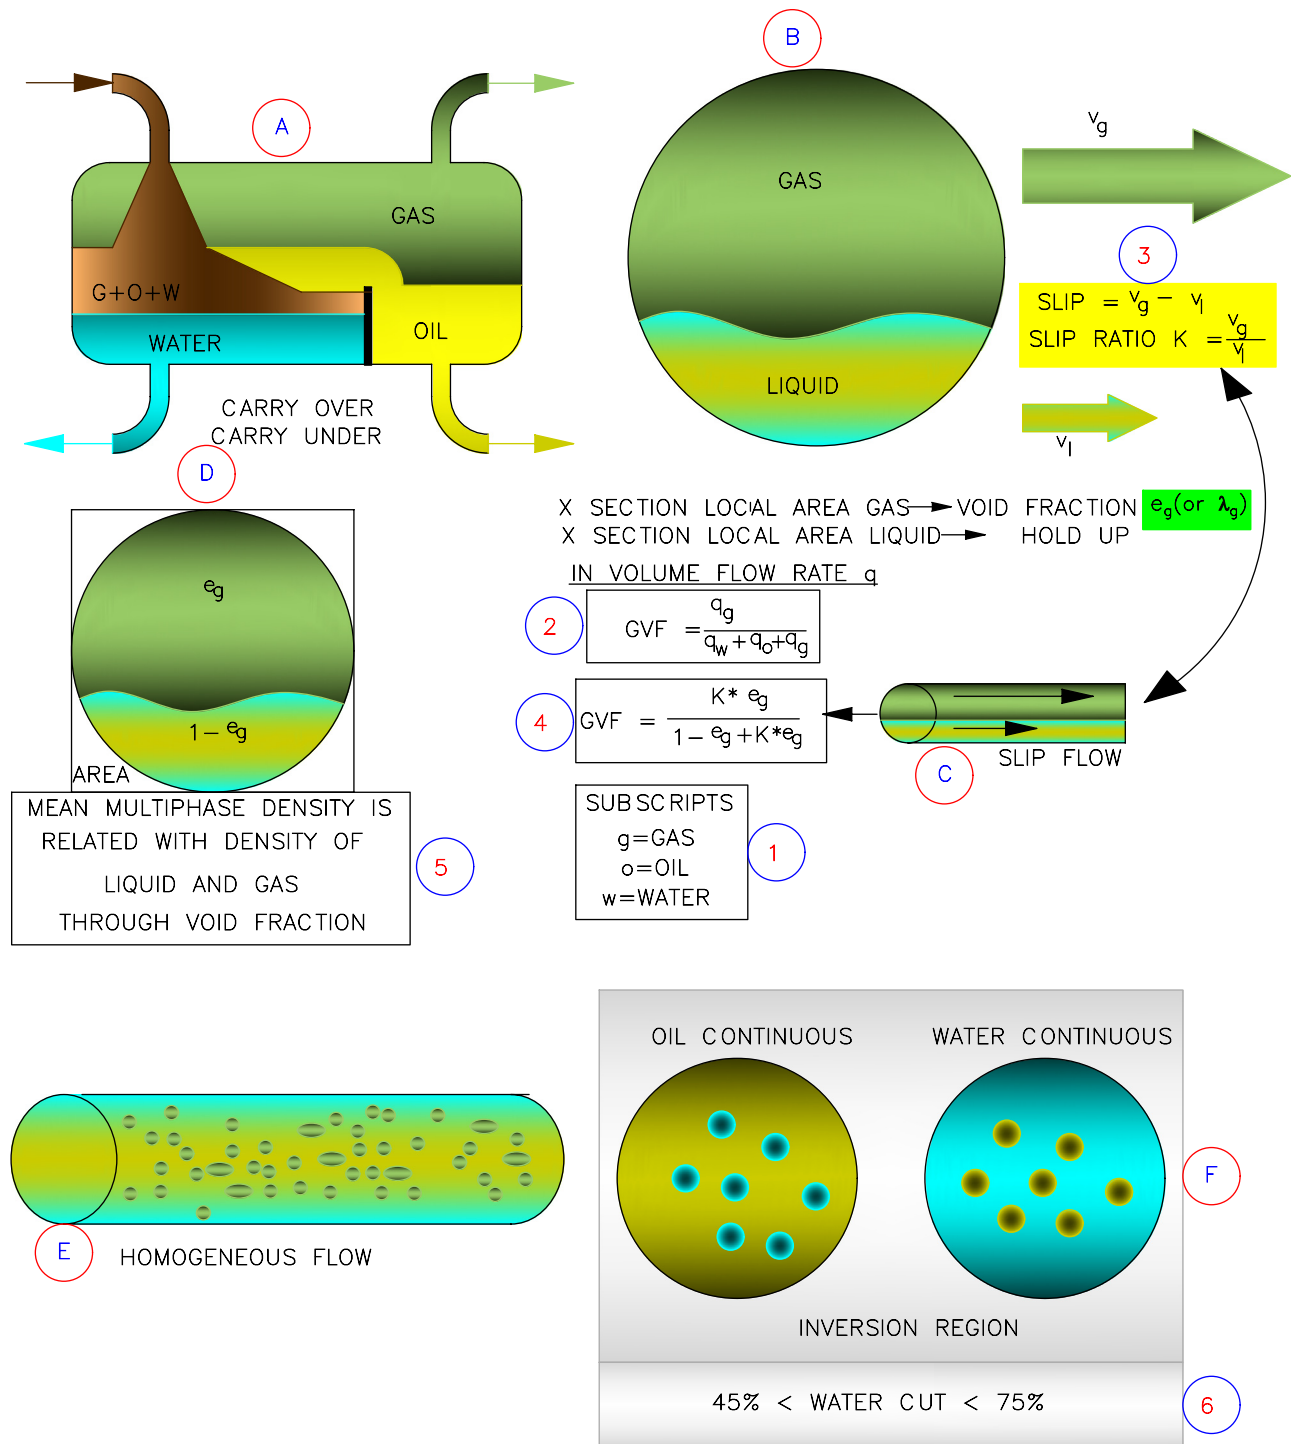 A
GAS
G+O+W
WATER
OIL
CARRY OVER
CARRY UNDER
B
GAS
LIQUID
vg
3
SLIP = vg - vl
SLIP RATIO K = vg/vl
vl
X SECTION LOCAL AREA GAS → VOID FRACTION eg(or λg)
X SECTION LOCAL AREA LIQUID → HOLD UP
D
eg
1- eg
AREA
IN VOLUME FLOW RATE q
2
GVF = qg/qw+qo+qg
4
GVF = K* eg/1- eg+K*eg
C
SLIP FLOW
MEAN MULTIPHASE DENSITY IS
RELATED WITH DENSITY OF
LIQUID AND GAS
THROUGH VOID FRACTION
5
SUBSCRIPTS
g=GAS
o=OIL
w=WATER
1
E
HOMOGENEOUS FLOW
OIL CONTINUOUS
WATER CONTINUOUS
F
INVERSION REGION
45% < WATER CUT < 75%
6